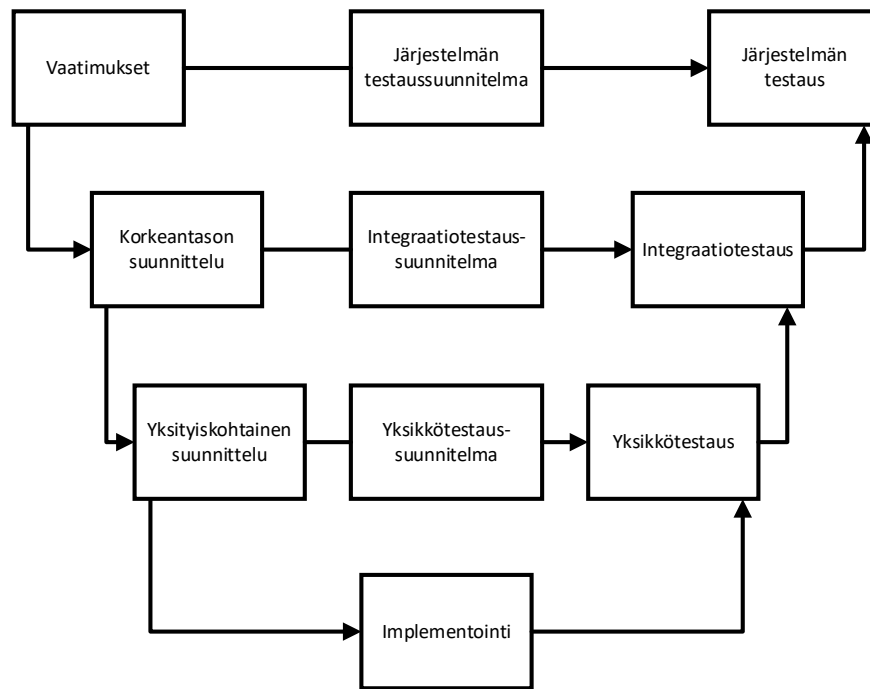 Vaatimukset
Järjestelmän
testaussuunnitelma
Järjestelmän
testaus
Korkeantason
suunnittelu
Integraatiotestaus-
suunnitelma
Integraatiotestaus
Yksityiskohtainen
suunnittelu
Yksikkötestaus-
suunnitelma
Yksikkötestaus
Implementointi